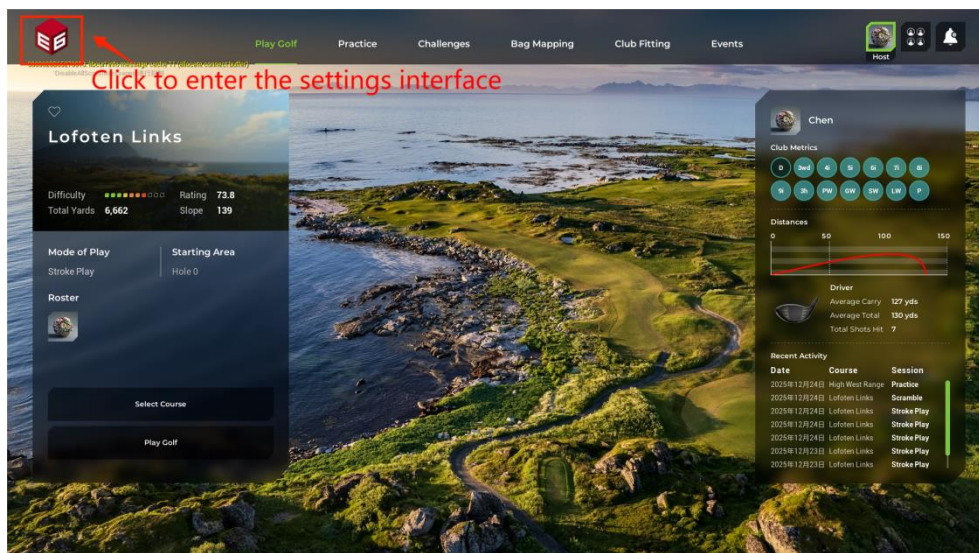 E6
Play Golf
Practice
Challenges
Bag Mapping
Club Fitting
Events
Host
Click to enter the settings interface
Lofoten Links
Difficulty
Rating 73.8
Total Yards 6,662
Slope 139
Mode of Play
Starting Area
Stroke Play
Hole 0
Roster
Select Course
Play Golf
Chen
Club Metrics
D 3wd 4i 5i 6i 7i 8i
9i 3h PW GW SW LW P
Distances
0 50 100 150
Driver
Average Carry 127 yds
Average Total 130 yds
Total Shots Hit 7
Recent Activity
Date Course Session
2025年12月24日 High West Range Practice
2025年12月24日 Lofoten Links Scramble
2025年12月24日 Lofoten Links Stroke Play
2025年12月24日 Lofoten Links Stroke Play
2025年12月24日 Lofoten Links Stroke Play
2025年12月23日 Lofoten Links Stroke Play
2025年12月23日 Lofoten Links Stroke Play